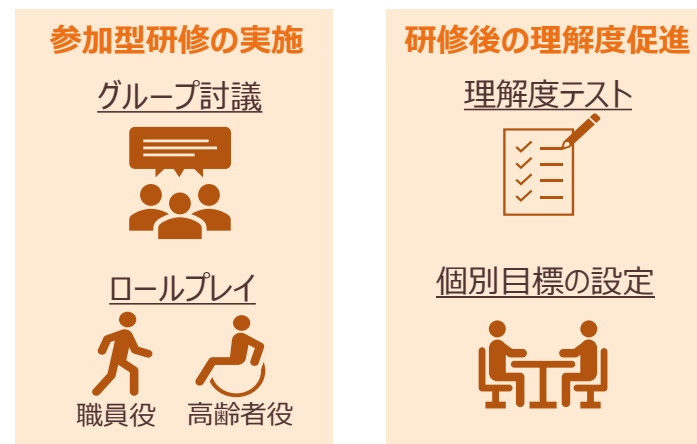 参加型研修の実施
グループ討議
ロールプレイ
職員役 高齢者役
研修後の理解度促進
理解度テスト
個別目標の設定